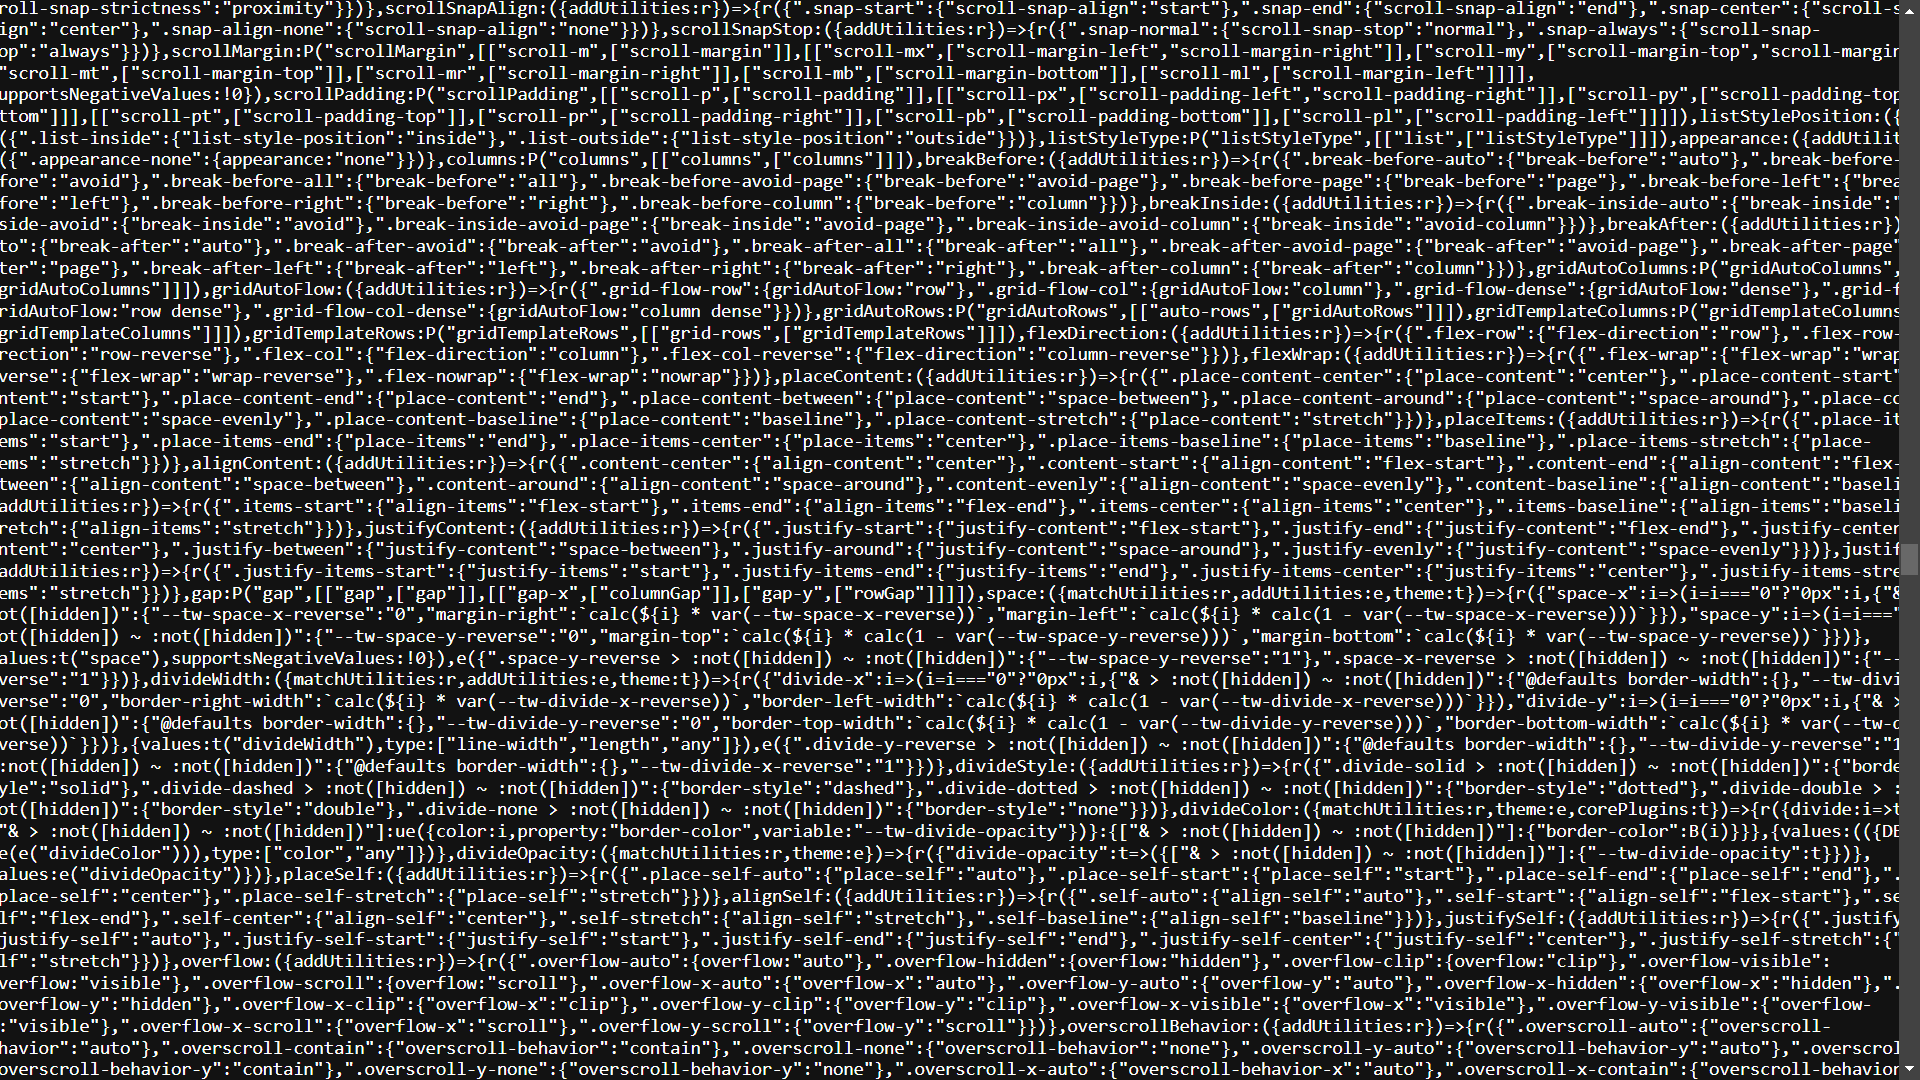 roll-snap-strictness":"proximity"}})},scrollSnapAlign:({addUtilities:r})=>{r({".snap-start":{"scroll-snap-align":"start"},".snap-end":{"scroll-snap-align":"end"},".snap-center":{"scroll-s
ign":"center"},".snap-align-none":{"scroll-snap-align":"none"}})},scrollSnapStop:({addUtilities:r})=>{r({".snap-normal":{"scroll-snap-stop":"normal"},".snap-always":{"scroll-snap-
op":"always"}})},scrollMargin:P("scrollMargin",[["scroll-m",["scroll-margin"]],[["scroll-mx",["scroll-margin-left","scroll-margin-right"]],["scroll-my",["scroll-margin-top","scroll-margin
"scroll-mt",["scroll-margin-top"]],["scroll-mr",["scroll-margin-right"]],["scroll-mb",["scroll-margin-bottom"]],["scroll-ml",["scroll-margin-left"]]]],
upportsNegativeValues:!0}),scrollPadding:P("scrollPadding",[["scroll-p",["scroll-padding"]],[["scroll-px",["scroll-padding-left","scroll-padding-right"]],["scroll-py",["scroll-padding-top
ttom"]]],[["scroll-pt",["scroll-padding-top"]],["scroll-pr",["scroll-padding-right"]],["scroll-pb",["scroll-padding-bottom"]],["scroll-pl",["scroll-padding-left"]]]]),listStylePosition:({
({".list-inside":{"list-style-position":"inside"},".list-outside":{"list-style-position":"outside"}})},listStyleType:P("listStyleType",[["list",["listStyleType"]]]),appearance:({addUtilit
({".appearance-none":{appearance:"none"}})},columns:P("columns",[["columns",["columns"]]]),breakBefore:({addUtilities:r})=>{r({".break-before-auto":{"break-before":"auto"},".break-before-
fore":"avoid"},".break-before-all":{"break-before":"all"},".break-before-avoid-page":{"break-before":"avoid-page"},".break-before-page":{"break-before":"page"},".break-before-left":{"brea
fore":"left"},".break-before-right":{"break-before":"right"},".break-before-column":{"break-before":"column"}})},breakInside:({addUtilities:r})=>{r({".break-inside-auto":{"break-inside":"
side-avoid":{"break-inside":"avoid"},".break-inside-avoid-page":{"break-inside":"avoid-page"},".break-inside-avoid-column":{"break-inside":"avoid-column"}})},breakAfter:({addUtilities:r})
to":{"break-after":"auto"},".break-after-avoid":{"break-after":"avoid"},".break-after-all":{"break-after":"all"},".break-after-avoid-page":{"break-after":"avoid-page"},".break-after-page"
ter":"page"},".break-after-left":{"break-after":"left"},".break-after-right":{"break-after":"right"},".break-after-column":{"break-after":"column"}})},gridAutoColumns:P("gridAutoColumns",
gridAutoColumns"]]]),gridAutoFlow:({addUtilities:r})=>{r({".grid-flow-row":{gridAutoFlow:"row"},".grid-flow-col":{gridAutoFlow:"column"},".grid-flow-dense":{gridAutoFlow:"dense"},".grid-f
ridAutoFlow:"row dense"},".grid-flow-col-dense":{gridAutoFlow:"column dense"}})},gridAutoRows:P("gridAutoRows",[["auto-rows",["gridAutoRows"]]]),gridTemplateColumns:P("gridTemplateColumns
gridTemplateColumns"]]]),gridTemplateRows:P("gridTemplateRows",[["grid-rows",["gridTemplateRows"]]]),flexDirection:({addUtilities:r})=>{r({".flex-row":{"flex-direction":"row"},".flex-row-
rection":"row-reverse"},".flex-col":{"flex-direction":"column"},".flex-col-reverse":{"flex-direction":"column-reverse"}})},flexWrap:({addUtilities:r})=>{r({".flex-wrap":{"flex-wrap":"wrap
verse":{"flex-wrap":"wrap-reverse"},".flex-nowrap":{"flex-wrap":"nowrap"}})},placeContent:({addUtilities:r})=>{r({".place-content-center":{"place-content":"center"},".place-content-start"
ntent":"start"},".place-content-end":{"place-content":"end"},".place-content-between":{"place-content":"space-between"},".place-content-around":{"place-content":"space-around"},".place-co
place-content":"space-evenly"},".place-content-baseline":{"place-content":"baseline"},".place-content-stretch":{"place-content":"stretch"}})},placeItems:({addUtilities:r})=>{r({".place-it
ems":"start"},".place-items-end":{"place-items":"end"},".place-items-center":{"place-items":"center"},".place-items-baseline":{"place-items":"baseline"},".place-items-stretch":{"place-
ems":"stretch"}})},alignContent:({addUtilities:r})=>{r({".content-center":{"align-content":"center"},".content-start":{"align-content":"flex-start"},".content-end":{"align-content":"flex-
tween":{"align-content":"space-between"},".content-around":{"align-content":"space-around"},".content-evenly":{"align-content":"space-evenly"},".content-baseline":{"align-content":"baseli
addUtilities:r})=>{r({".items-start":{"align-items":"flex-start"},".items-end":{"align-items":"flex-end"},".items-center":{"align-items":"center"},".items-baseline":{"align-items":"baseli
retch":{"align-items":"stretch"}})},justifyContent:({addUtilities:r})=>{r({".justify-start":{"justify-content":"flex-start"},".justify-end":{"justify-content":"flex-end"},".justify-center
ntent":"center"},".justify-between":{"justify-content":"space-between"},".justify-around":{"justify-content":"space-around"},".justify-evenly":{"justify-content":"space-evenly"}})},justif
addUtilities:r})=>{r({".justify-items-start":{"justify-items":"start"},".justify-items-end":{"justify-items":"end"},".justify-items-center":{"justify-items":"center"},".justify-items-stre
ems":"stretch"}})},gap:P("gap",[["gap",["gap"]],[["gap-x",["columnGap"]],["gap-y",["rowGap"]]]]),space:({matchUtilities:r,addUtilities:e,theme:t})=>{r({"space-x":i=>(i=i==="0"?"0px":i,{"&
not([hidden])":{"--tw-space-x-reverse":"0","margin-right":`calc(${i} * var(--tw-space-x-reverse))`,"margin-left":`calc(${i} * calc(1 - var(--tw-space-x-reverse)))`}}),"space-y":i=>(i=i==="
ot([hidden]) ~ :not([hidden])":{"--tw-space-y-reverse":"0","margin-top":`calc(${i} * calc(1 - var(--tw-space-y-reverse)))`,"margin-bottom":`calc(${i} * var(--tw-space-y-reverse))`}})},
alues:t("space"),supportsNegativeValues:!0}),e({".space-y-reverse > :not([hidden]) ~ :not([hidden])":{"--tw-space-y-reverse":"1"},".space-x-reverse > :not([hidden]) ~ :not([hidden])":{"--
verse":"1"}})},divideWidth:({matchUtilities:r,addUtilities:e,theme:t})=>{r({"divide-x":i=>(i=i==="0"?"0px":i,{"& > :not([hidden]) ~ :not([hidden])":{"@defaults border-width":{},"--tw-divi
verse":"0","border-right-width":`calc(${i} * var(--tw-divide-x-reverse))`,"border-left-width":`calc(${i} * calc(1 - var(--tw-divide-x-reverse)))`}}),"divide-y":i=>(i=i==="0"?"0px":i,{"& >
ot([hidden])":{"@defaults border-width":{},"--tw-divide-y-reverse":"0","border-top-width":`calc(${i} * calc(1 - var(--tw-divide-y-reverse)))`,"border-bottom-width":`calc(${i} * var(--tw-d
verse))`}})},{values:t("divideWidth"),type:["line-width","length","any"]}),e({".divide-y-reverse > :not([hidden]) ~ :not([hidden])":{"@defaults border-width":{},"--tw-divide-y-reverse":"1
:not([hidden]) ~ :not([hidden])":{"@defaults border-width":{},"--tw-divide-x-reverse":"1"}})},divideStyle:({addUtilities:r})=>{r({".divide-solid > :not([hidden]) ~ :not([hidden])":{"borde
yle":"solid"},".divide-dashed > :not([hidden]) ~ :not([hidden])":{"border-style":"dashed"},".divide-dotted > :not([hidden]) ~ :not([hidden])":{"border-style":"dotted"},".divide-double > :
ot([hidden])":{"border-style":"double"},".divide-none > :not([hidden]) ~ :not([hidden])":{"border-style":"none"}})},divideColor:({matchUtilities:r,theme:e,corePlugins:t})=>{r({divide:i=>t
"& > :not([hidden]) ~ :not([hidden])"]:ue({color:i,property:"border-color",variable:"--tw-divide-opacity"})}:{["& > :not([hidden]) ~ :not([hidden])"]:{"border-color":B(i)}}},{values:(({DE
e(e("divideColor"))),type:["color","any"]})},divideOpacity:({matchUtilities:r,theme:e})=>{r({"divide-opacity":t=>({["& > :not([hidden]) ~ :not([hidden])"]:{"--tw-divide-opacity":t}})},
alues:e("divideOpacity")})},placeSelf:({addUtilities:r})=>{r({".place-self-auto":{"place-self":"auto"},".place-self-start":{"place-self":"start"},".place-self-end":{"place-self":"end"},".
place-self":"center"},".place-self-stretch":{"place-self":"stretch"}})},alignSelf:({addUtilities:r})=>{r({".self-auto":{"align-self":"auto"},".self-start":{"align-self":"flex-start"},".se
lf":"flex-end"},".self-center":{"align-self":"center"},".self-stretch":{"align-self":"stretch"},".self-baseline":{"align-self":"baseline"}})},justifySelf:({addUtilities:r})=>{r({".justify
justify-self":"auto"},".justify-self-start":{"justify-self":"start"},".justify-self-end":{"justify-self":"end"},".justify-self-center":{"justify-self":"center"},".justify-self-stretch":{"
lf":"stretch"}})},overflow:({addUtilities:r})=>{r({".overflow-auto":{overflow:"auto"},".overflow-hidden":{overflow:"hidden"},".overflow-clip":{overflow:"clip"},".overflow-visible":
verflow:"visible"},".overflow-scroll":{overflow:"scroll"},".overflow-x-auto":{"overflow-x":"auto"},".overflow-y-auto":{"overflow-y":"auto"},".overflow-x-hidden":{"overflow-x":"hidden"},".
overflow-y":"hidden"},".overflow-x-clip":{"overflow-x":"clip"},".overflow-y-clip":{"overflow-y":"clip"},".overflow-x-visible":{"overflow-x":"visible"},".overflow-y-visible":{"overflow-
:"visible"},".overflow-x-scroll":{"overflow-x":"scroll"},".overflow-y-scroll":{"overflow-y":"scroll"}})},overscrollBehavior:({addUtilities:r})=>{r({".overscroll-auto":{"overscroll-
havior":"auto"},".overscroll-contain":{"overscroll-behavior":"contain"},".overscroll-none":{"overscroll-behavior":"none"},".overscroll-y-auto":{"overscroll-behavior-y":"auto"},".overscrol
overscroll-behavior-y":"contain"},".overscroll-y-none":{"overscroll-behavior-y":"none"},".overscroll-x-auto":{"overscroll-behavior-x":"auto"},".overscroll-x-contain":{"overscroll-behavior